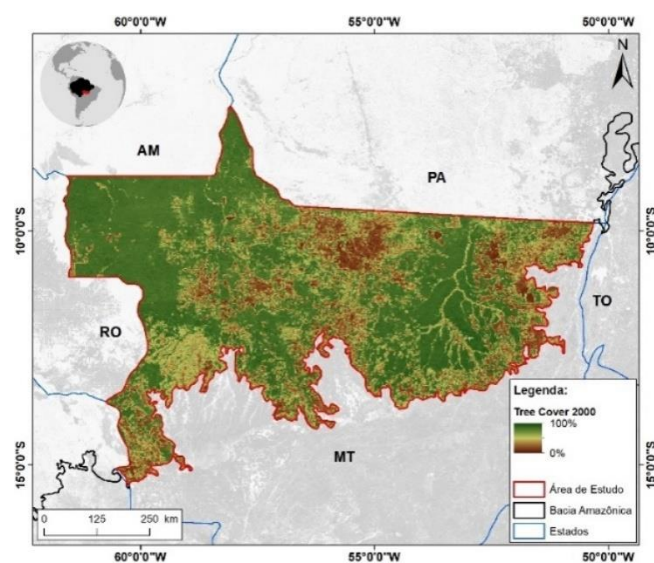 60°0'0"W 55°0'0"W 50°0'0"W
N
AM
PA
10°0'0"S 10°0'0"S
RO
TO
MT
15°0'0"S 15°0'0"S
Legenda:
Tree Cover 2000
100%
0%
Área de Estudo
Bacia Amazônica
Estados
0 125 250 km
60°0'0"W 55°0'0"W 50°0'0"W